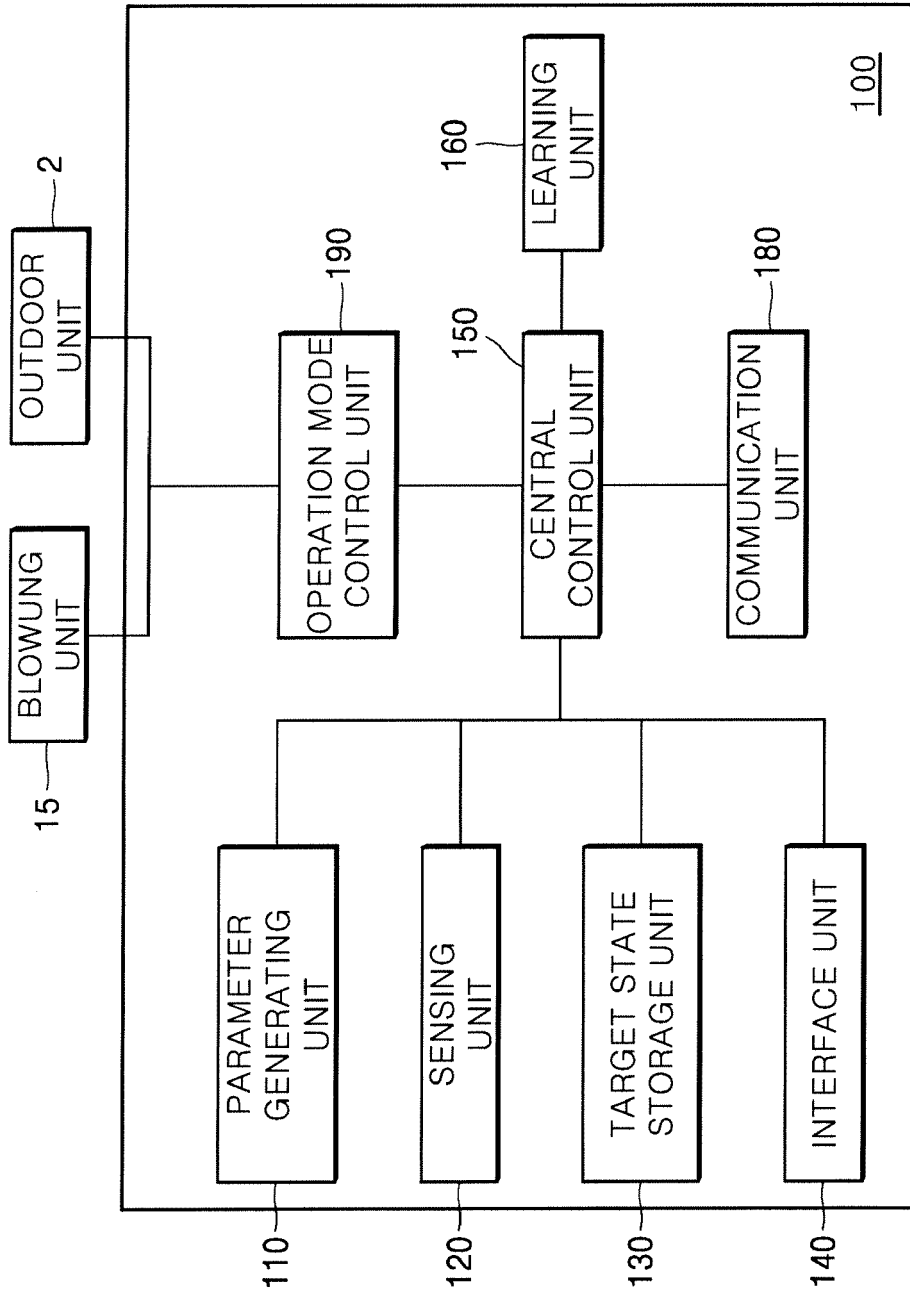 15
BLOWUNG
UNIT
OUTDOOR
UNIT
2
110
PARAMETER
GENERATING
UNIT
120
SENSING
UNIT
130
TARGET STATE
STORAGE UNIT
140
INTERFACE UNIT
OPERATION MODE
CONTROL UNIT
190
CENTRAL
CONTROL UNIT
150
COMMUNICATION
UNIT
180
LEARNING
UNIT
160
100